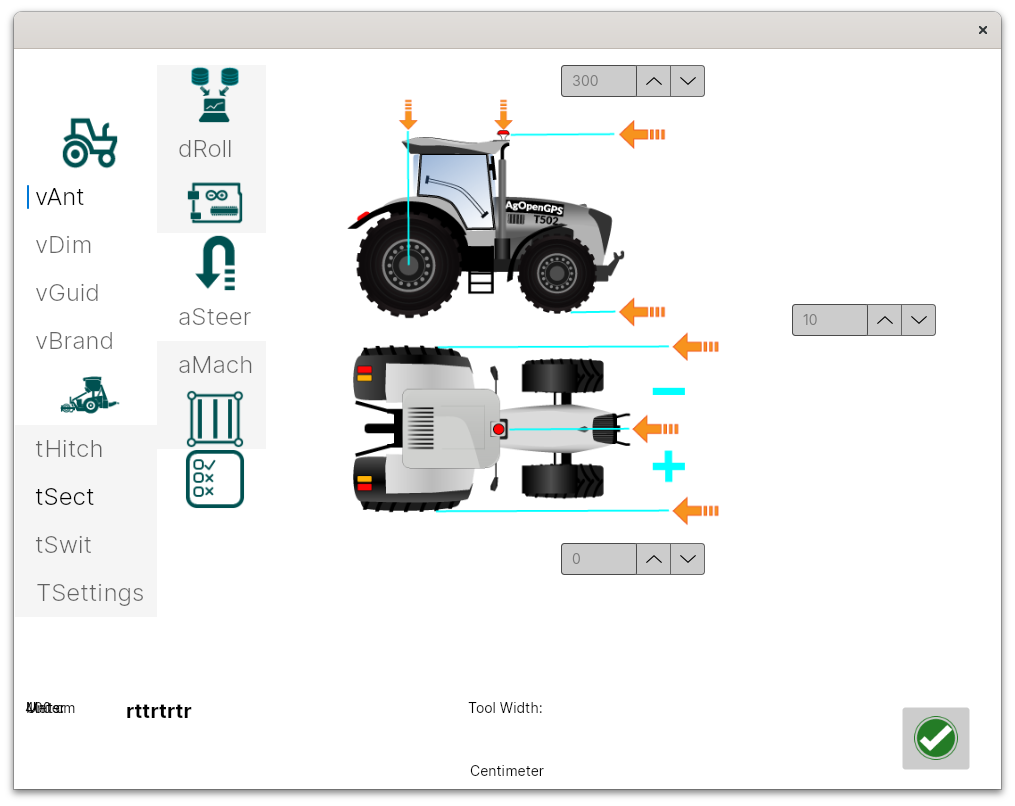 300
dRoll
AgOpenGPS
T502
vAnt
vDim
vGuid
10
aSteer
vBrand
aMach
tHitch
tSect
tSwit
0
TSettings
cm
rttrtrtr
Tool Width:
Centimeter